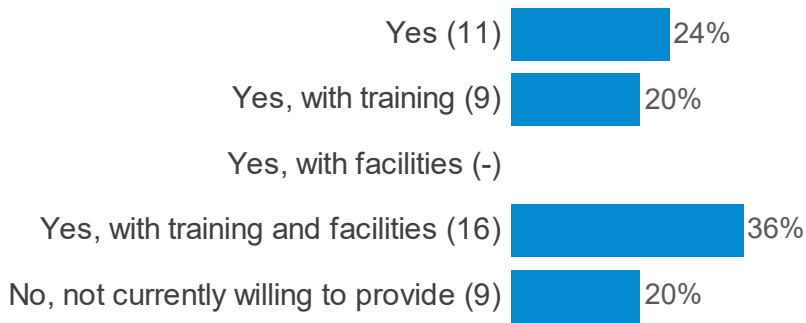 Yes (11) 24%
Yes, with training (9) 20%
Yes, with facilities (-)
Yes, with training and facilities (16) 36%
No, not currently willing to provide (9) 20%